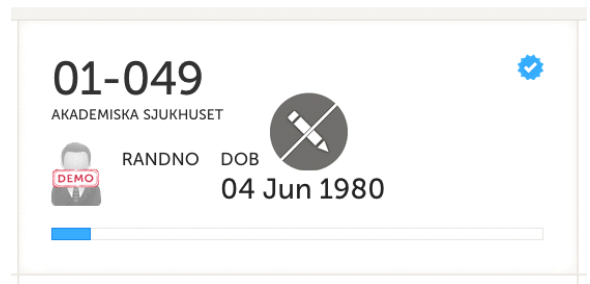 01-049
AKADEMISKA SJUKHUSET
RANDNO DOB
DEMO
04 Jun 1980